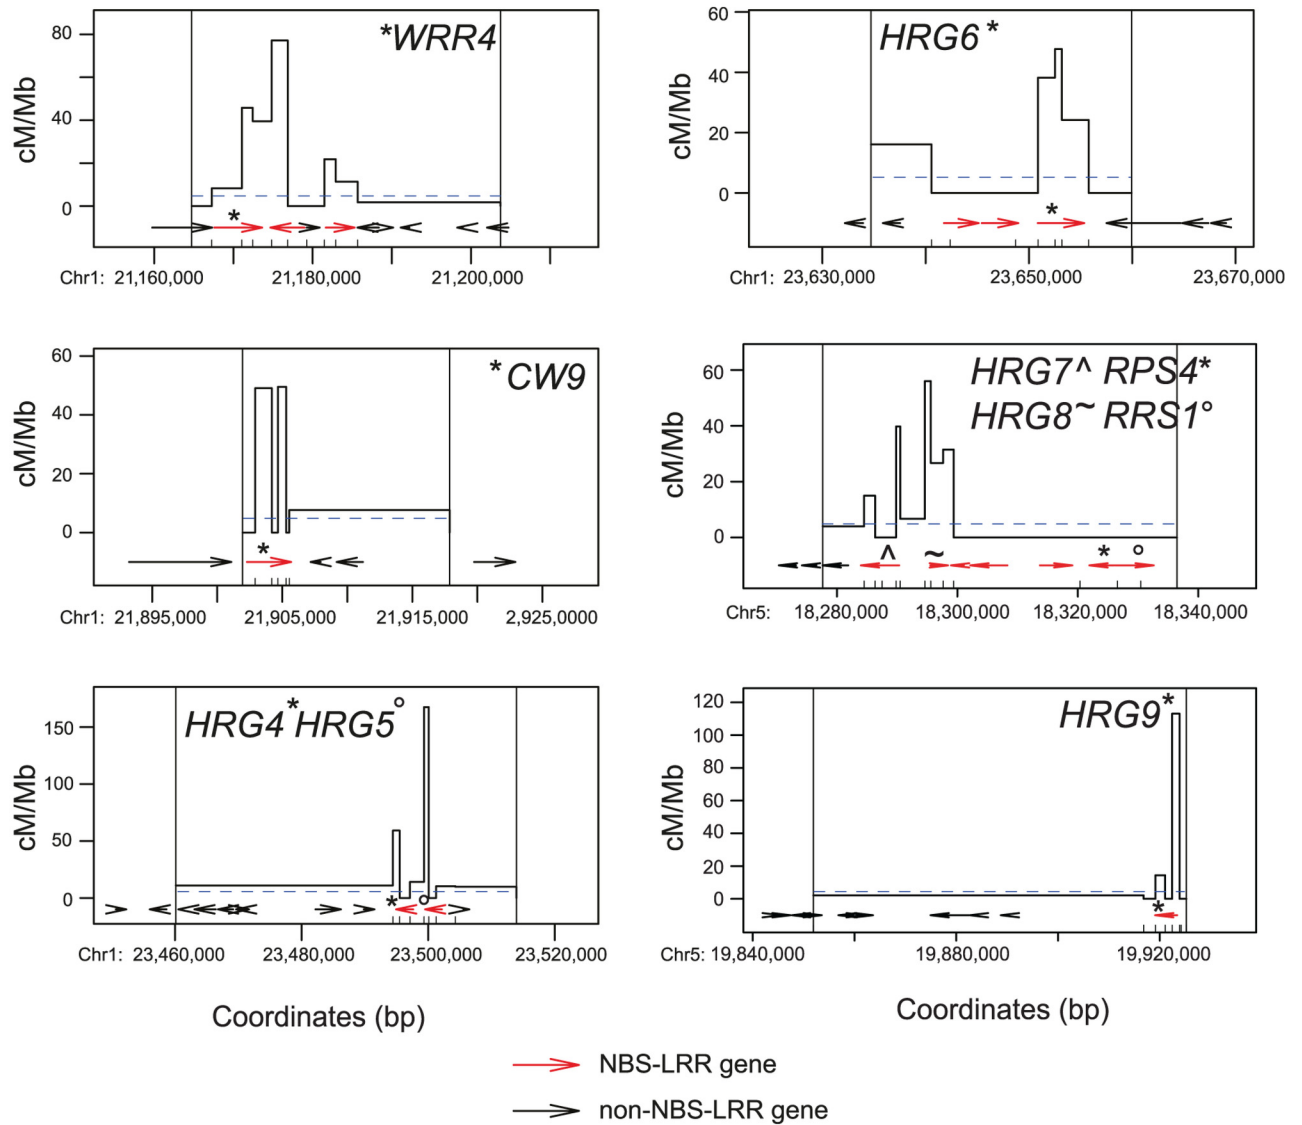 *WRR4
80
40
0
cM/Mb
*
Chr1: 21,160,000 21,180,000 21,200,000
HRG6*
60
40
20
0
cM/Mb
*
Chr1: 23,630,000 23,650,000 23,670,000
*CW9
60
40
20
0
cM/Mb
*
Chr1: 21,895,000 21,905,000 21,915,000 2,925,0000
HRG7^ RPS4*
HRG8~ RRS1°
60
40
20
0
cM/Mb
^ ~ * °
Chr5: 18,280,000 18,300,000 18,320,000 18,340,000
HRG4*HRG5°
150
100
50
0
cM/Mb
* °
Chr1: 23,460,000 23,480,000 23,500,000 23,520,000
HRG9*
120
100
80
60
40
20
0
cM/Mb
*
Chr5: 19,840,000 19,880,000 19,920,000
Coordinates (bp)
Coordinates (bp)
NBS-LRR gene
non-NBS-LRR gene